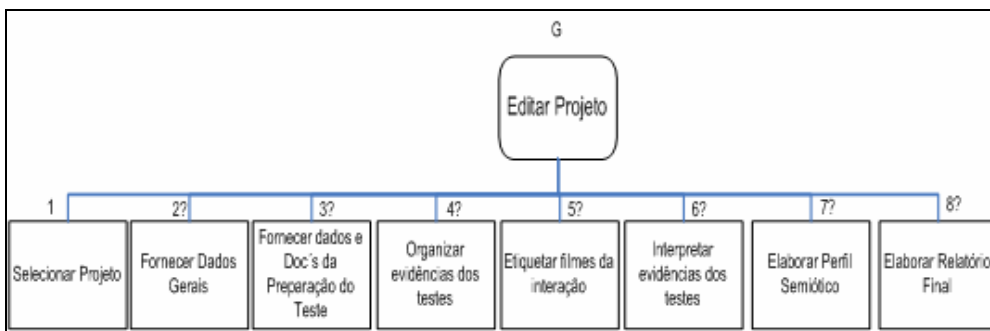 G
Editar Projeto
1
2?
3?
4?
5?
6?
7?
8?
Selecionar Projeto
Fornecer Dados
Gerais
Fornecer dados e
Doc´s da
Preparação do
Teste
Organizar
evidências dos
testes
Etiquetar filmes da
interação
Interpretar
evidências dos
testes
Elaborar Perfil
Semiótico
Elaborar Relatório
Final